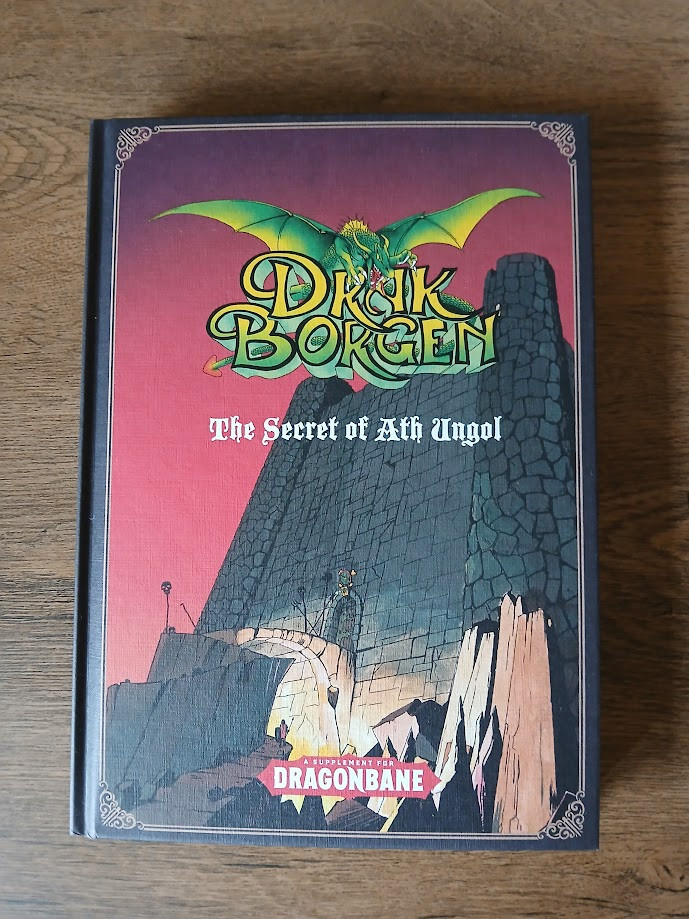 DRAK
BORGEN
The Secret of Ath Ungol
A SUPPLEMENT FOR
DRAGONBANE